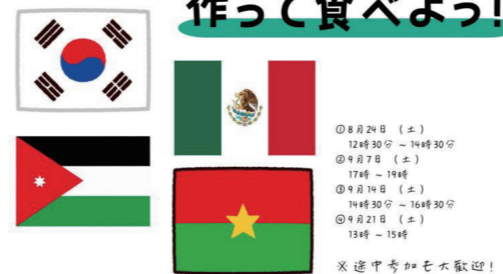 作って食べよう!
①8月24日 (土)
12時30分 ~ 14時30分
②9月7日 (土)
17時 ~ 19時
③9月14日 (土)
14時30分 ~ 16時30分
④9月21日 (土)
13時 ~ 15時
※途中参加も大歓迎!